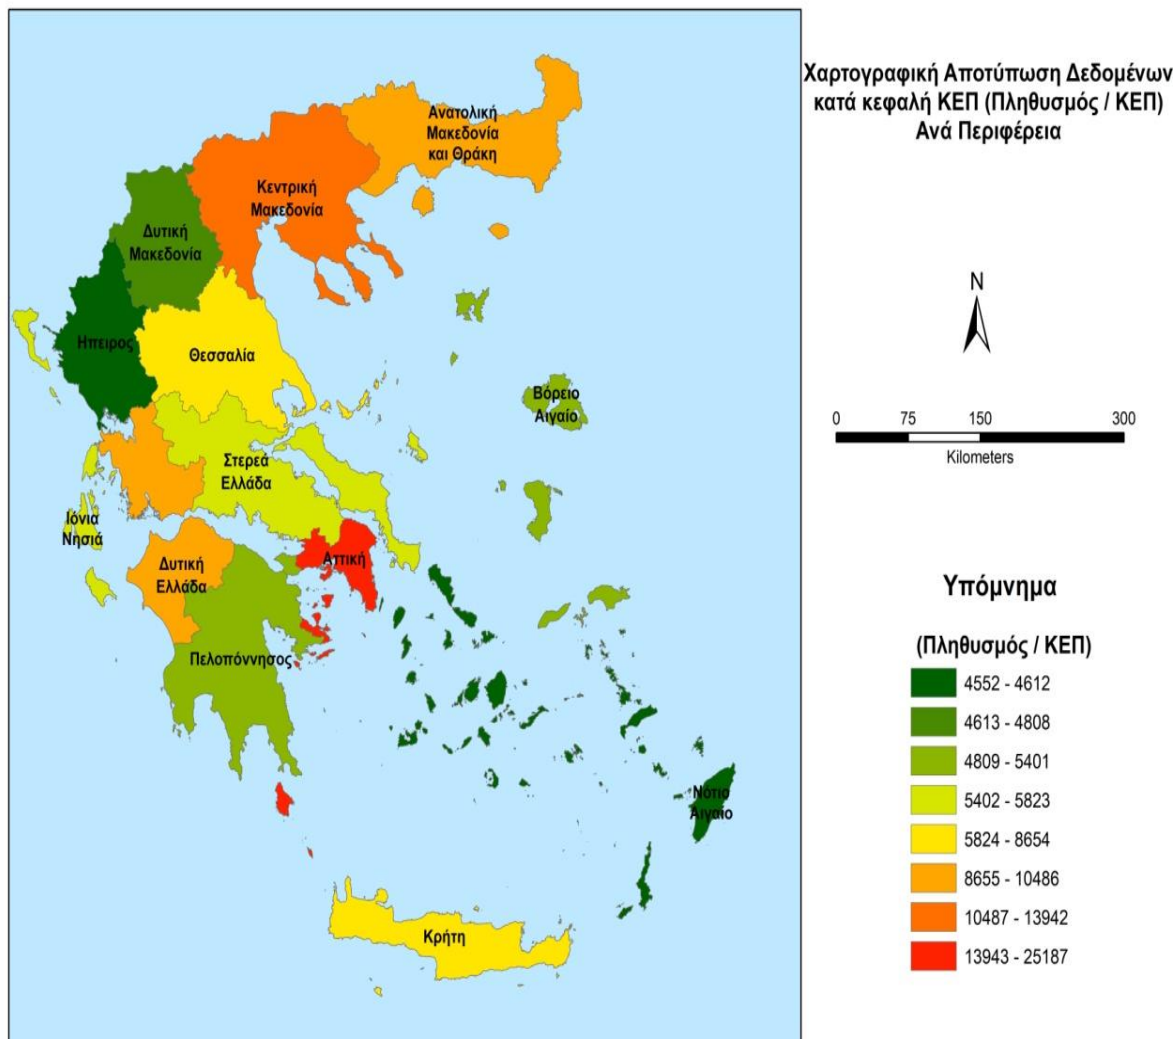 Χαρτογραφική Αποτύπωση Δεδομένων
κατά κεφαλή ΚΕΠ (Πληθυσμός / ΚΕΠ)
Ανά Περιφέρεια
Ανατολική
Μακεδονία
και Θράκη
Κεντρική
Μακεδονία
Δυτική
Μακεδονία
Ηπειρος
Θεσσαλία
Βόρειο
Αιγαίο
Στερεά
Ελλάδα
Ιόνια
Νησιά
Δυτική
Ελλάδα
Αττική
Πελοπόννησος
Νότιο
Αιγαίο
Κρήτη
N
0 75 150 300
Kilometers
Υπόμνημα
(Πληθυσμός / ΚΕΠ)
4552 - 4612
4613 - 4808
4809 - 5401
5402 - 5823
5824 - 8654
8655 - 10486
10487 - 13942
13943 - 25187